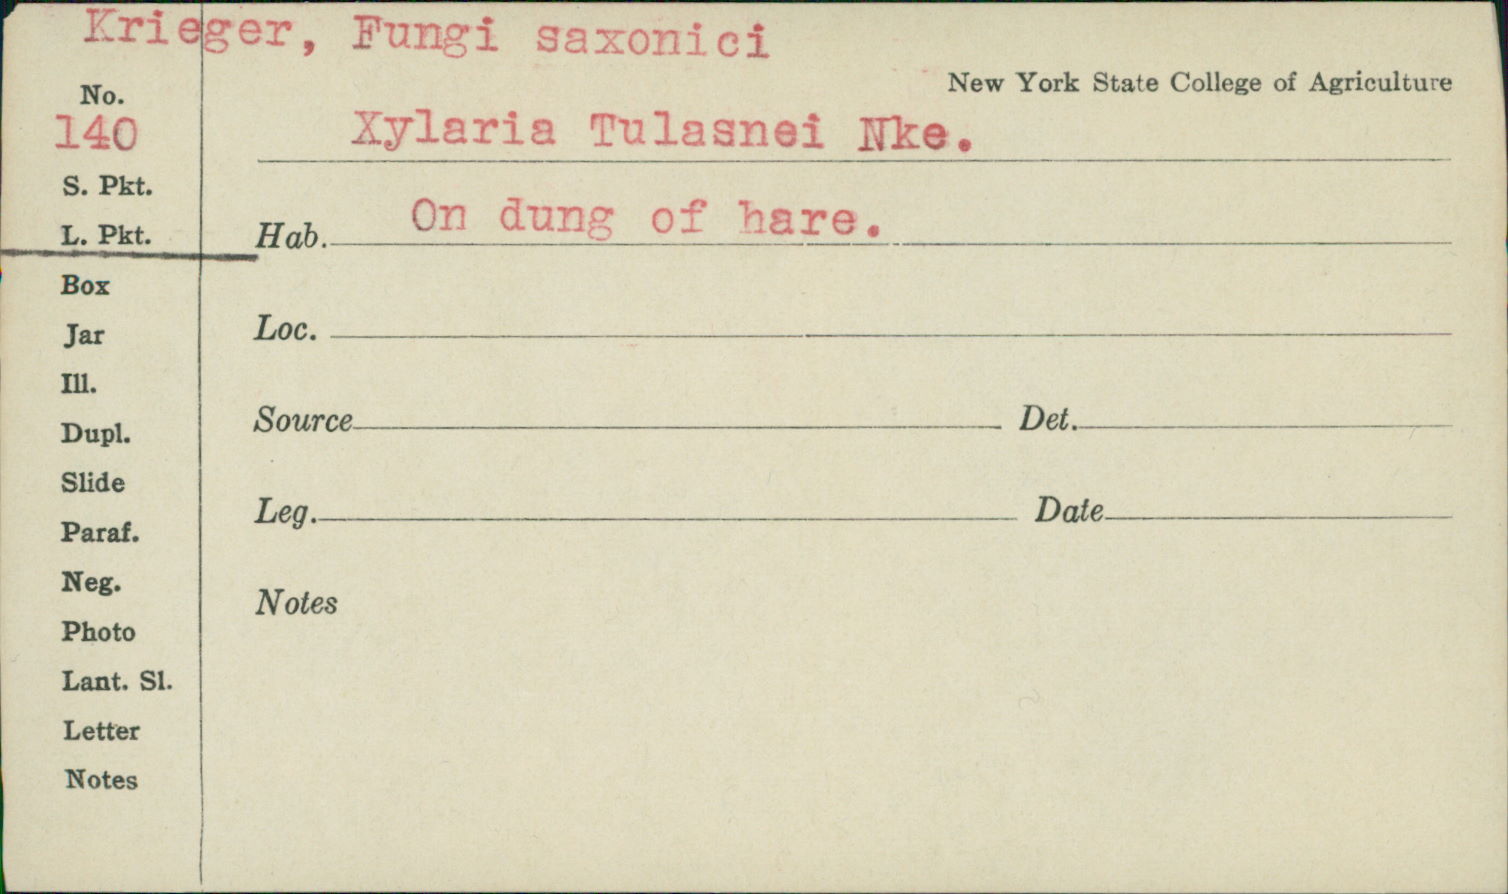 Krieger, Fungi saxonici
New York State College of Agriculture
No.
140
Xylaria Tulasnei Nke.
S. Pkt.
L. Pkt.
Hab. On dung of hare.
Box
Jar
Loc.
Ill.
Dupl.
Source Det.
Slide
Paraf.
Leg. Date
Neg.
Notes
Photo
Lant. Sl.
Letter
Notes